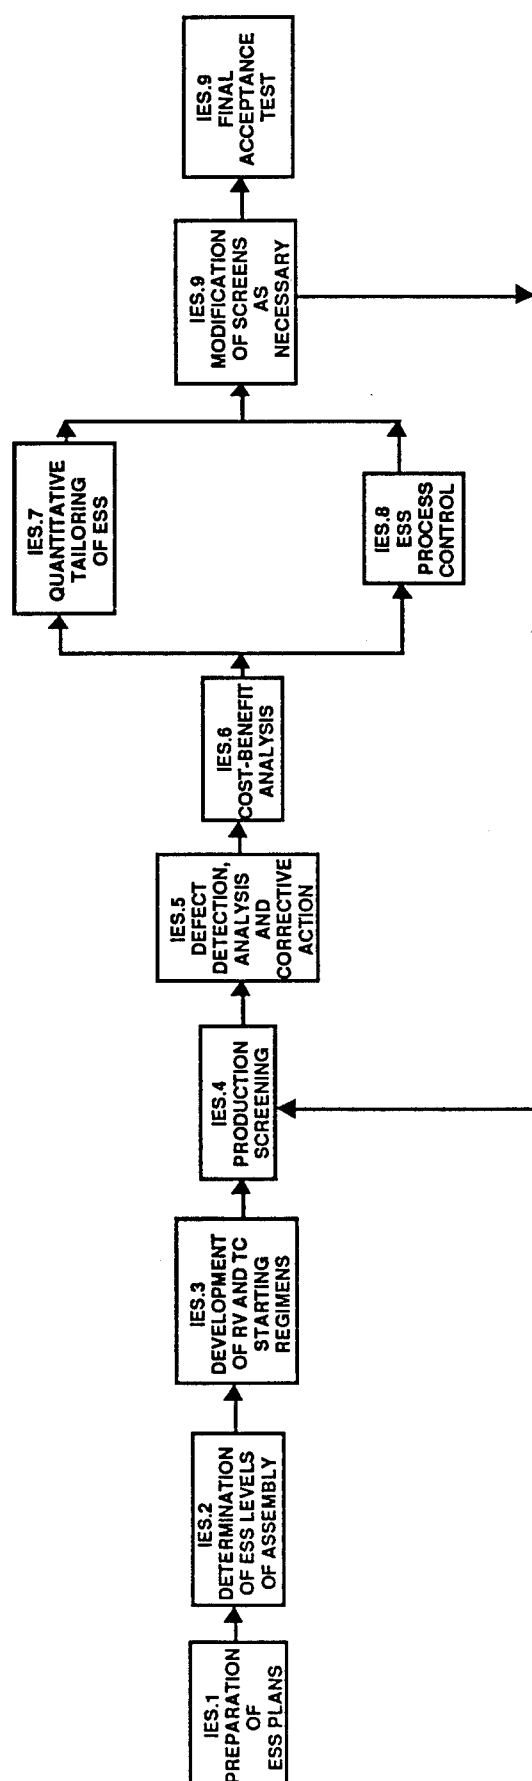 IES.1
PREPARATION
OF
ESS PLANS
IES.2
DETERMINATION
OF ESS LEVELS
OF ASSEMBLY
IES.3
DEVELOPMENT
OF RV AND TC
STARTING
REGIMENS
IES.4
PRODUCTION
SCREENING
IES.5
DEFECT
DETECTION,
ANALYSIS
AND
CORRECTIVE
ACTION
IES.6
COST-BENEFIT
ANALYSIS
IES.7
QUANTITATIVE
TAILORING
OF ESS
IES.8
ESS
PROCESS
CONTROL
IES.9
MODIFICATION
OF SCREENS
AS
NECESSARY
IES.9
FINAL
ACCEPTANCE
TEST